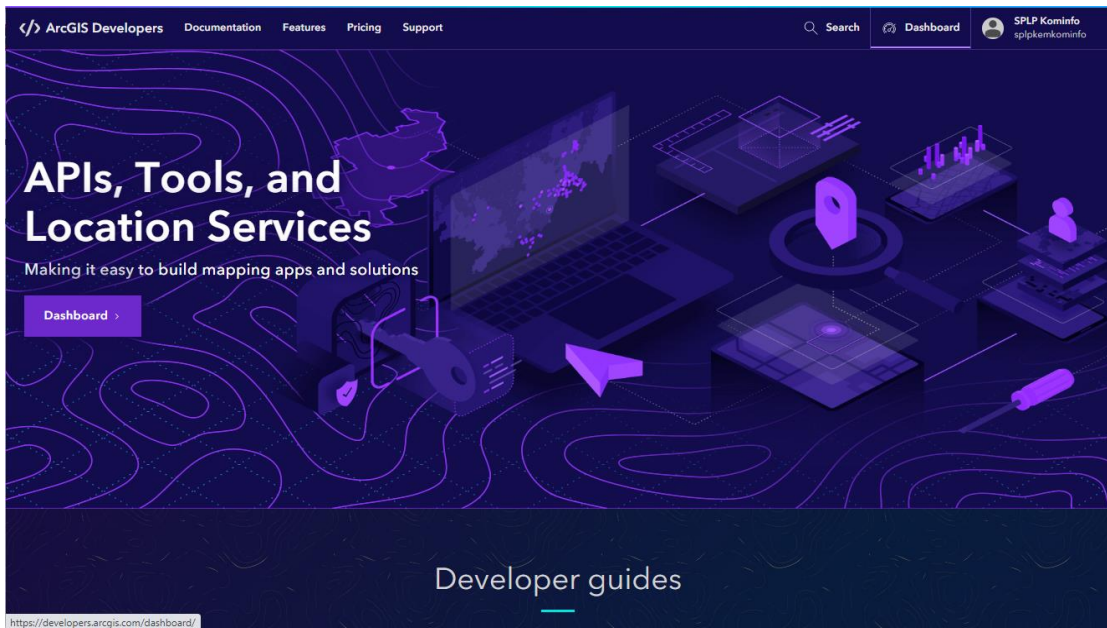 </> ArcGIS Developers Documentation Features Pricing Support Search Dashboard SPLP Kominfo
splpkemkominfo
APIs, Tools, and
Location Services
Making it easy to build mapping apps and solutions
Dashboard >
Developer guides
https://developers.arcgis.com/dashboard/